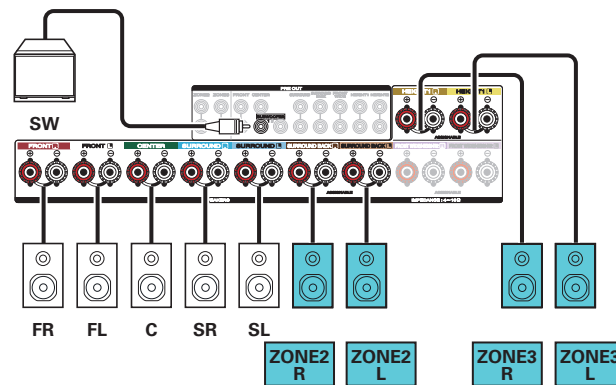 PRE OUT
SUBWOOFER
HEIGHT1 R
HEIGHT1 L
ASSIGNABLE
SW
FRONT R
FRONT L
CENTER
SURROUND R
SURROUND L
SURROUND BACK R
SURROUND BACK L
ASSIGNABLE
ASSIGNABLE
IMPEDANCE : 4~16Ω
FR
FL
C
SR
SL
ZONE2
R
ZONE2
L
ZONE3
R
ZONE3
L